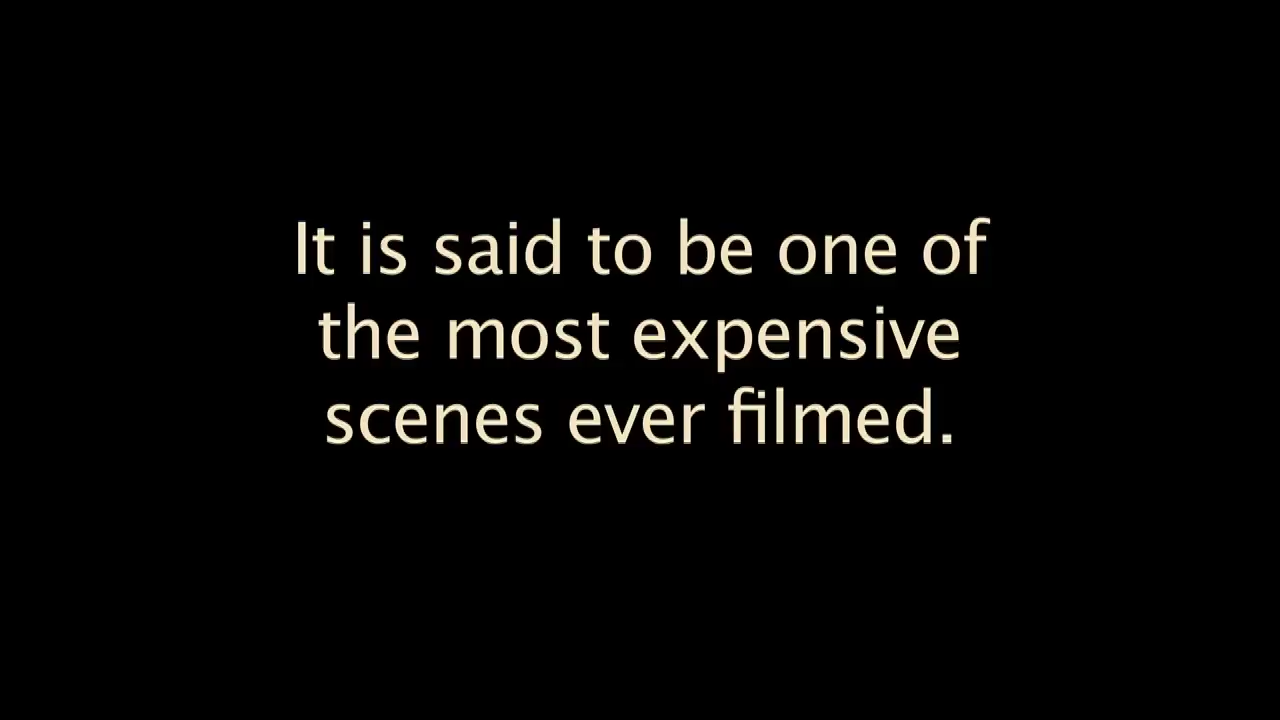 It is said to be one of
the most expensive
scenes ever filmed.